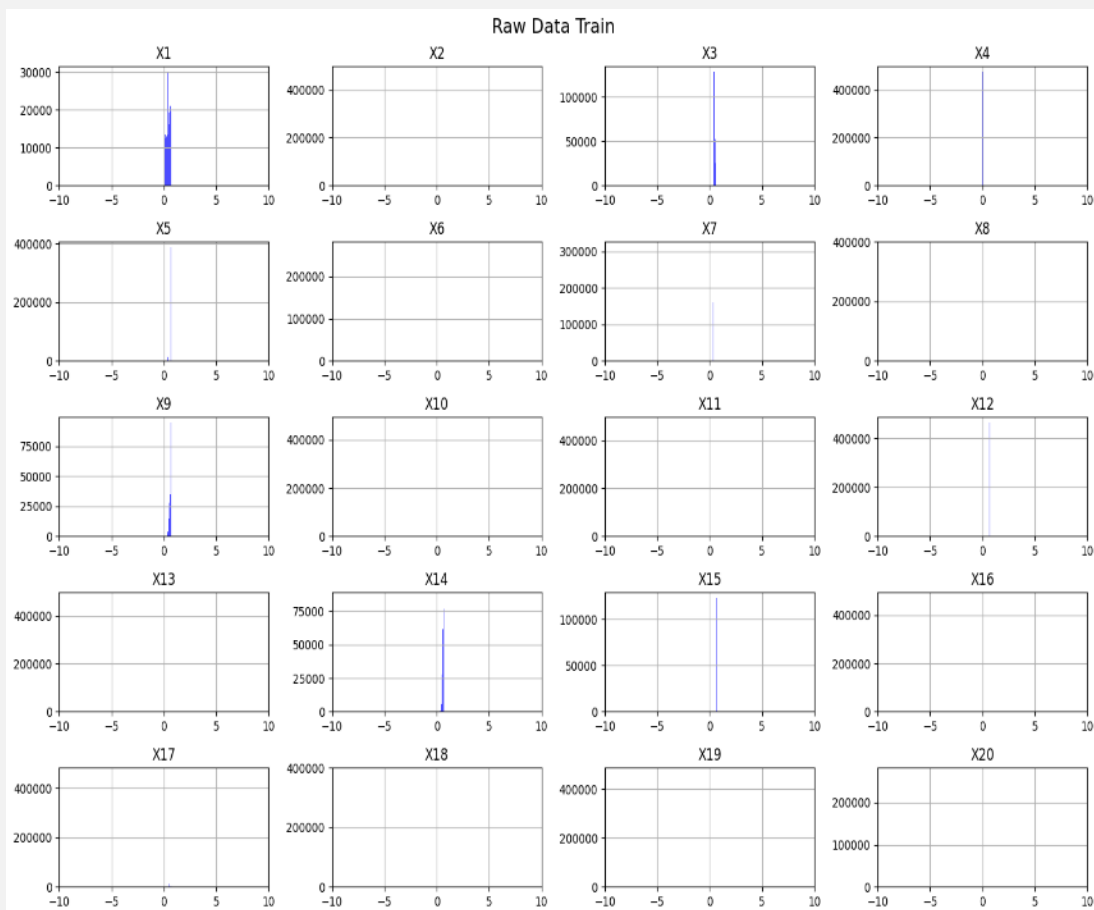 Raw Data Train
X1 X2 X3 X4
30000 400000 100000 400000
20000 200000 50000 200000
10000
0 0 0 0
−10 −5 0 5 10 −10 −5 0 5 10 −10 −5 0 5 10 −10 −5 0 5 10
X5 X6 X7 X8
400000 200000 300000 400000
200000 100000 200000 200000
100000
0 0 0 0
−10 −5 0 5 10 −10 −5 0 5 10 −10 −5 0 5 10 −10 −5 0 5 10
X9 X10 X11 X12
75000 400000 400000 400000
50000 200000 200000 200000
25000
0 0 0 0
−10 −5 0 5 10 −10 −5 0 5 10 −10 −5 0 5 10 −10 −5 0 5 10
X13 X14 X15 X16
400000 75000 100000 400000
200000 50000 50000 200000
25000
0 0 0 0
−10 −5 0 5 10 −10 −5 0 5 10 −10 −5 0 5 10 −10 −5 0 5 10
X17 X18 X19 X20
400000 400000 400000 200000
200000 200000 200000 100000
0 0 0 0
−10 −5 0 5 10 −10 −5 0 5 10 −10 −5 0 5 10 −10 −5 0 5 10